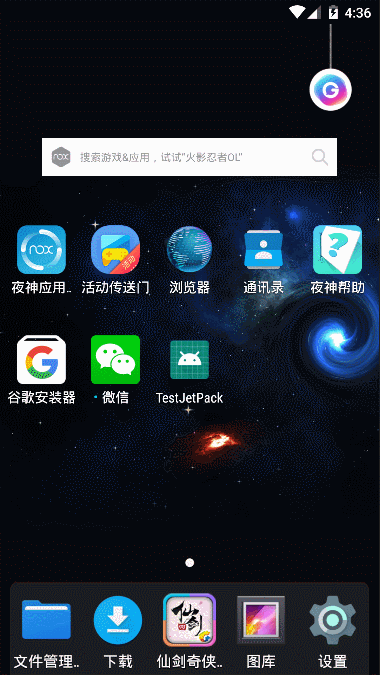 4:36
nox 搜索游戏&应用，试试"火影忍者OL"
nox
活动
夜神应用.. 活动传送门 浏览器 通讯录 夜神帮助
谷歌安装器 微信 TestJetPack
仙剑
文件管理.. 下载 仙剑奇侠.. 图库 设置